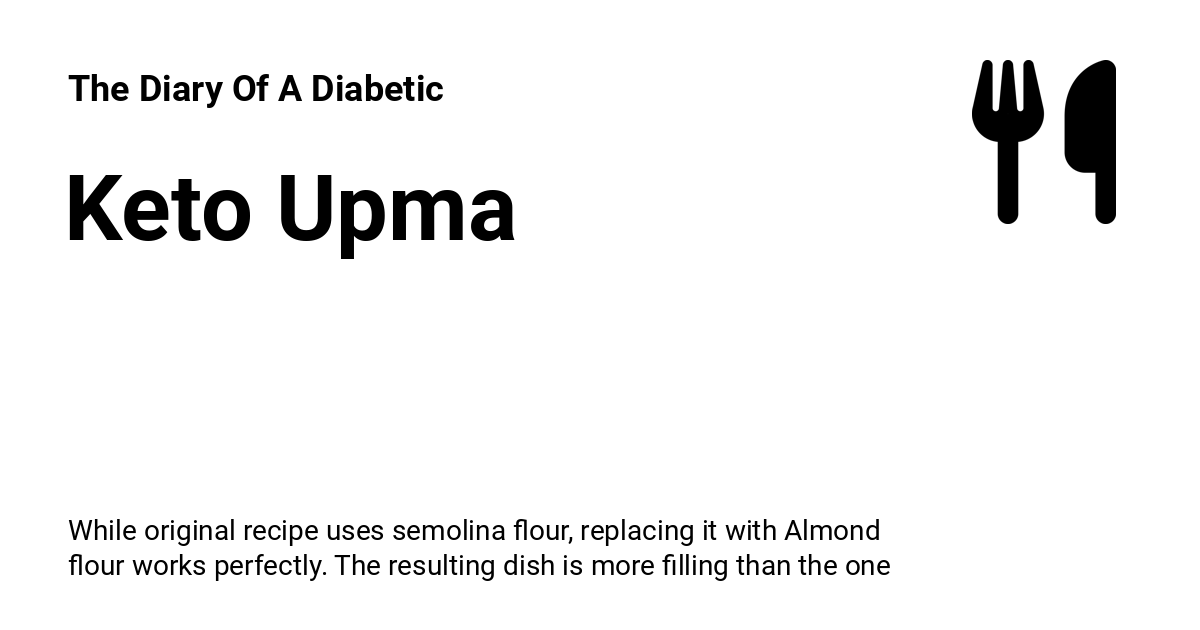 The Diary Of A Diabetic
Keto Upma
While original recipe uses semolina flour, replacing it with Almond
flour works perfectly. The resulting dish is more filling than the one